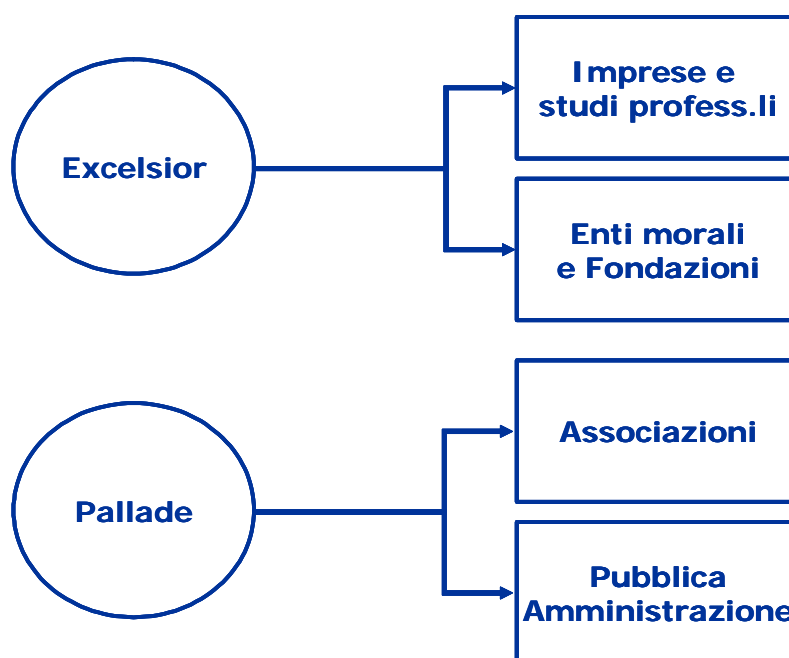 Excelsior
Imprese e
studi profess.li
Enti morali
e Fondazioni
Pallade
Associazioni
Pubblica
Amministrazione